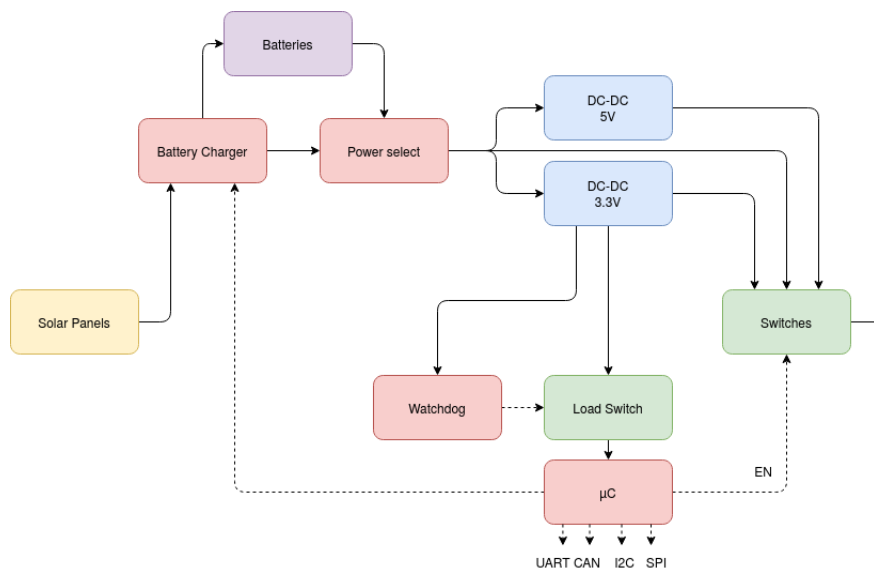 Batteries
DC-DC
5V
Battery Charger
Power select
DC-DC
3.3V
Solar Panels
Switches
Watchdog
Load Switch
EN
µC
UART CAN I2C SPI